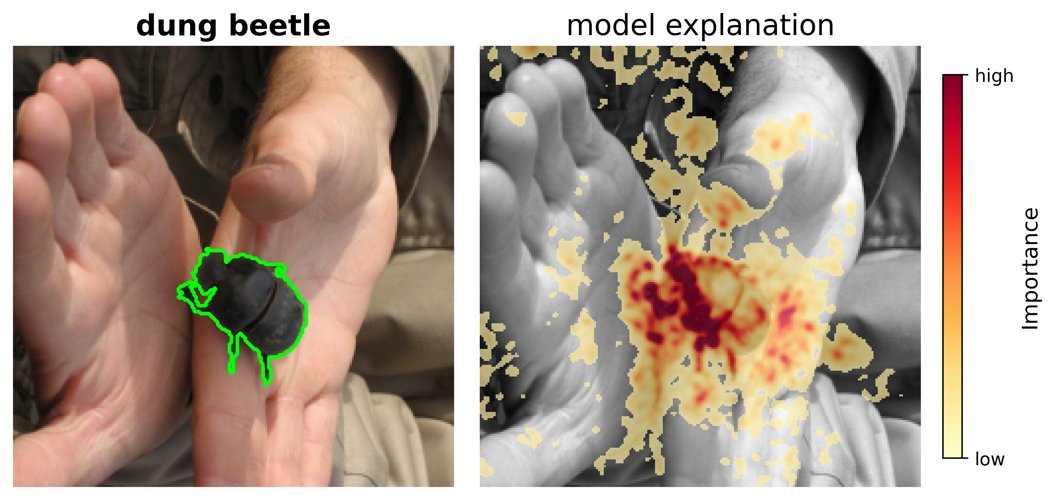 dung beetle
model explanation
high
Importance
low